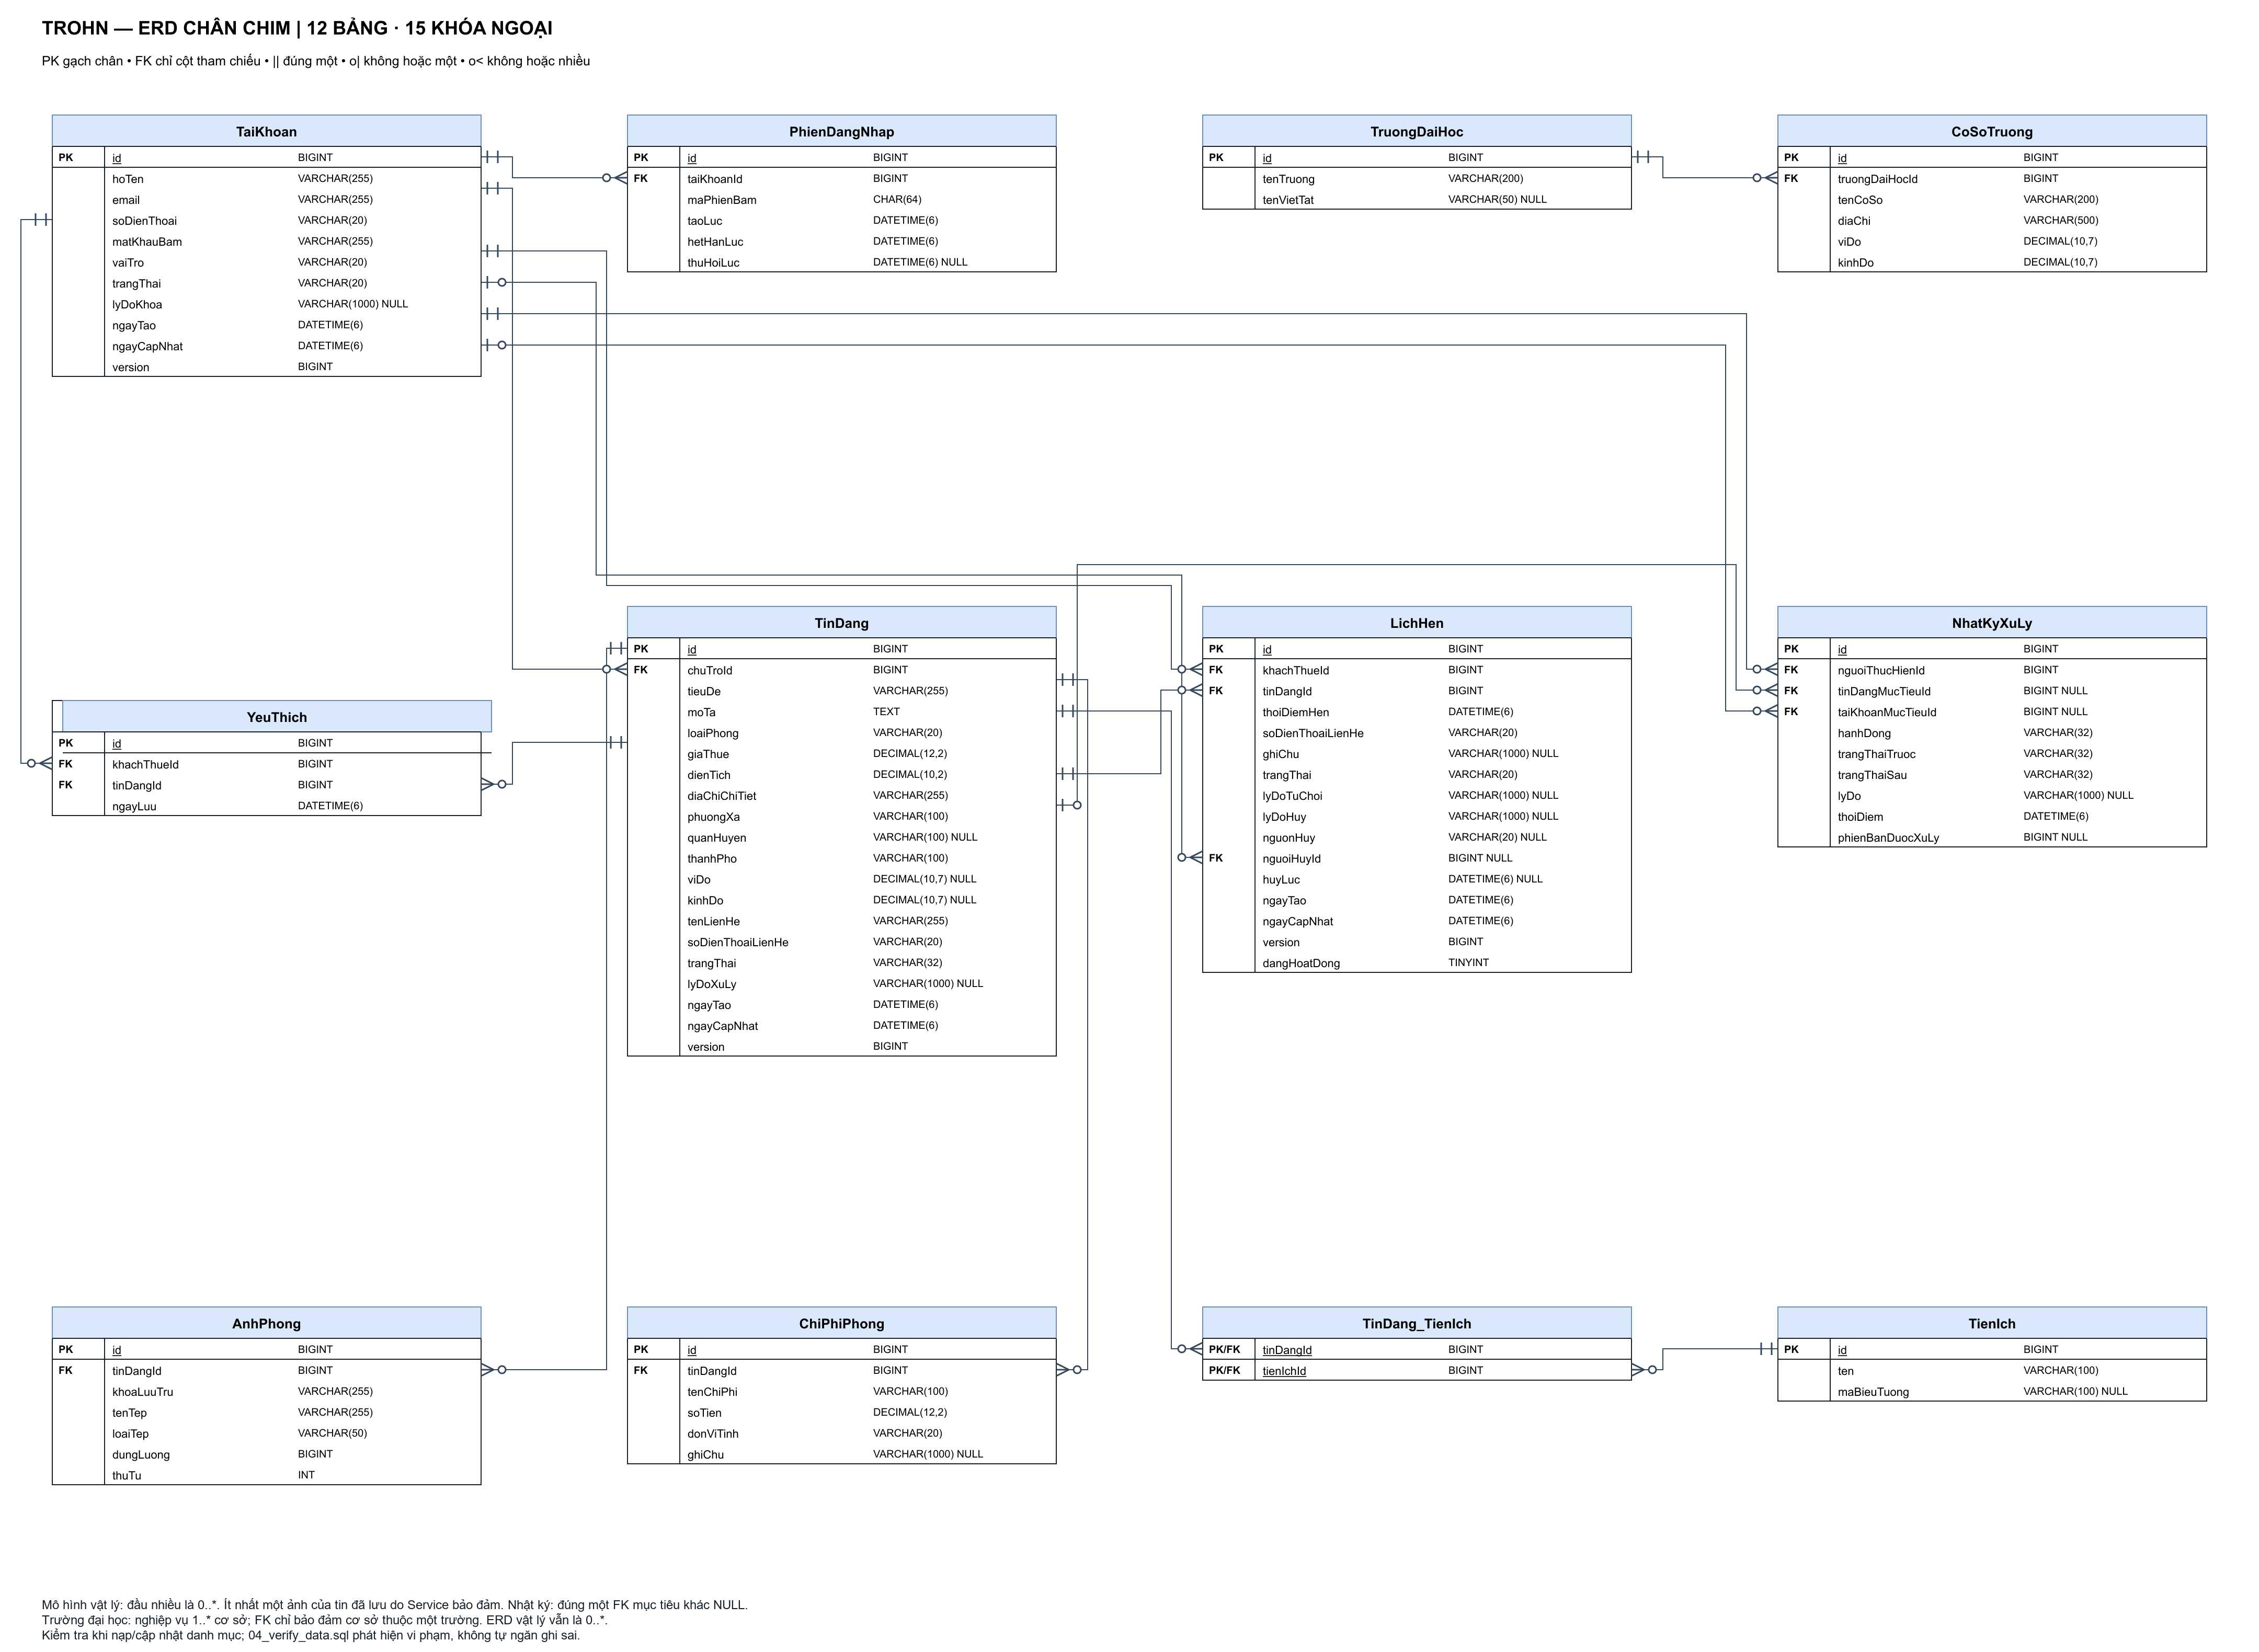 TROHN — ERD CHÂN CHIM | 12 BẢNG · 15 KHÓA NGOẠI
PK gạch chân • FK chỉ cột tham chiếu • || đúng một • o| không hoặc một • o< không hoặc nhiều
TaiKhoan
PK id BIGINT
hoTen VARCHAR(255)
email VARCHAR(255)
soDienThoai VARCHAR(20)
matKhauBam VARCHAR(255)
vaiTro VARCHAR(20)
trangThai VARCHAR(20)
lyDoKhoa VARCHAR(1000) NULL
ngayTao DATETIME(6)
ngayCapNhat DATETIME(6)
version BIGINT
PhienDangNhap
PK id BIGINT
FK taiKhoanId BIGINT
maPhienBam CHAR(64)
taoLuc DATETIME(6)
hetHanLuc DATETIME(6)
thuHoiLuc DATETIME(6) NULL
TruongDaiHoc
PK id BIGINT
tenTruong VARCHAR(200)
tenVietTat VARCHAR(50) NULL
CoSoTruong
PK id BIGINT
FK truongDaiHocId BIGINT
tenCoSo VARCHAR(200)
diaChi VARCHAR(500)
viDo DECIMAL(10,7)
kinhDo DECIMAL(10,7)
YeuThich
PK id BIGINT
FK khachThueId BIGINT
FK tinDangId BIGINT
ngayLuu DATETIME(6)
TinDang
PK id BIGINT
FK chuTroId BIGINT
tieuDe VARCHAR(255)
moTa TEXT
loaiPhong VARCHAR(20)
giaThue DECIMAL(12,2)
dienTich DECIMAL(10,2)
diaChiChiTiet VARCHAR(255)
phuongXa VARCHAR(100)
quanHuyen VARCHAR(100) NULL
thanhPho VARCHAR(100)
viDo DECIMAL(10,7) NULL
kinhDo DECIMAL(10,7) NULL
tenLienHe VARCHAR(255)
soDienThoaiLienHe VARCHAR(20)
trangThai VARCHAR(32)
lyDoXuLy VARCHAR(1000) NULL
ngayTao DATETIME(6)
ngayCapNhat DATETIME(6)
version BIGINT
LichHen
PK id BIGINT
FK khachThueId BIGINT
FK tinDangId BIGINT
thoiDiemHen DATETIME(6)
soDienThoaiLienHe VARCHAR(20)
ghiChu VARCHAR(1000) NULL
trangThai VARCHAR(20)
lyDoTuChoi VARCHAR(1000) NULL
lyDoHuy VARCHAR(1000) NULL
nguonHuy VARCHAR(20) NULL
FK nguoiHuyId BIGINT NULL
huyLuc DATETIME(6) NULL
ngayTao DATETIME(6)
ngayCapNhat DATETIME(6)
version BIGINT
dangHoatDong TINYINT
NhatKyXuLy
PK id BIGINT
FK nguoiThucHienId BIGINT
FK tinDangMucTieuId BIGINT NULL
FK taiKhoanMucTieuId BIGINT NULL
hanhDong VARCHAR(32)
trangThaiTruoc VARCHAR(32)
trangThaiSau VARCHAR(32)
lyDo VARCHAR(1000) NULL
thoiDiem DATETIME(6)
phienBanDuocXuLy BIGINT NULL
AnhPhong
PK id BIGINT
FK tinDangId BIGINT
khoaLuuTru VARCHAR(255)
tenTep VARCHAR(255)
loaiTep VARCHAR(50)
dungLuong BIGINT
thuTu INT
ChiPhiPhong
PK id BIGINT
FK tinDangId BIGINT
tenChiPhi VARCHAR(100)
soTien DECIMAL(12,2)
donViTinh VARCHAR(20)
ghiChu VARCHAR(1000) NULL
TinDang_TienIch
PK/FK tinDangId BIGINT
PK/FK tienIchId BIGINT
TienIch
PK id BIGINT
ten VARCHAR(100)
maBieuTuong VARCHAR(100) NULL
Mô hình vật lý: đầu nhiều là 0..*. Ít nhất một ảnh của tin đã lưu do Service bảo đảm. Nhật ký: đúng một FK mục tiêu khác NULL.
Trường đại học: nghiệp vụ 1..* cơ sở; FK chỉ bảo đảm cơ sở thuộc một trường. ERD vật lý vẫn là 0..*.
Kiểm tra khi nạp/cập nhật danh mục; 04_verify_data.sql phát hiện vi phạm, không tự ngăn ghi sai.